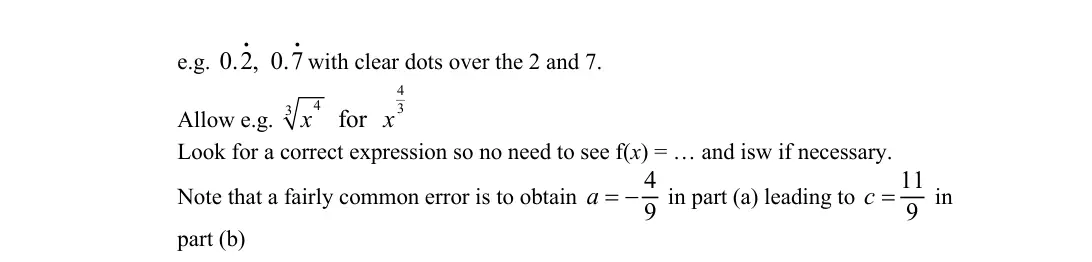 e.g. 0.2̇, 0.7̇ with clear dots over the 2 and 7.
Allow e.g. ∛x⁴ for x^(4/3)
Look for a correct expression so no need to see f(x) = … and isw if necessary.
Note that a fairly common error is to obtain a = −4/9 in part (a) leading to c = 11/9 in
part (b)